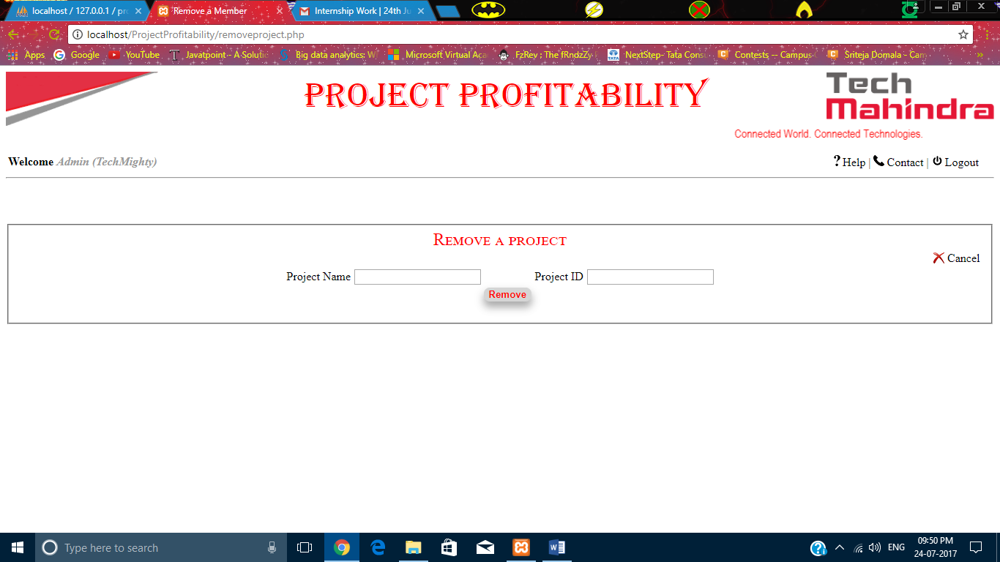 localhost / 127.0.0.1 / pro
Remove a Member
Internship Work | 24th Ju
localhost/ProjectProfitability/removeproject.php
Apps
Google
YouTube
Javatpoint - A Solutio
Big data analytics: W
Microsoft Virtual Aca
FzRev ; The fRndzZy
NextStep- Tata Consu
Contests -- Campus
Sriteja Domala - Cam
PROJECT PROFITABILITY
Tech
Mahindra
Connected World. Connected Technologies.
Welcome Admin (TechMighty)
? Help | Contact | Logout
Remove a project
Cancel
Project Name Project ID
Remove
Type here to search
ENG
09:50 PM
24-07-2017